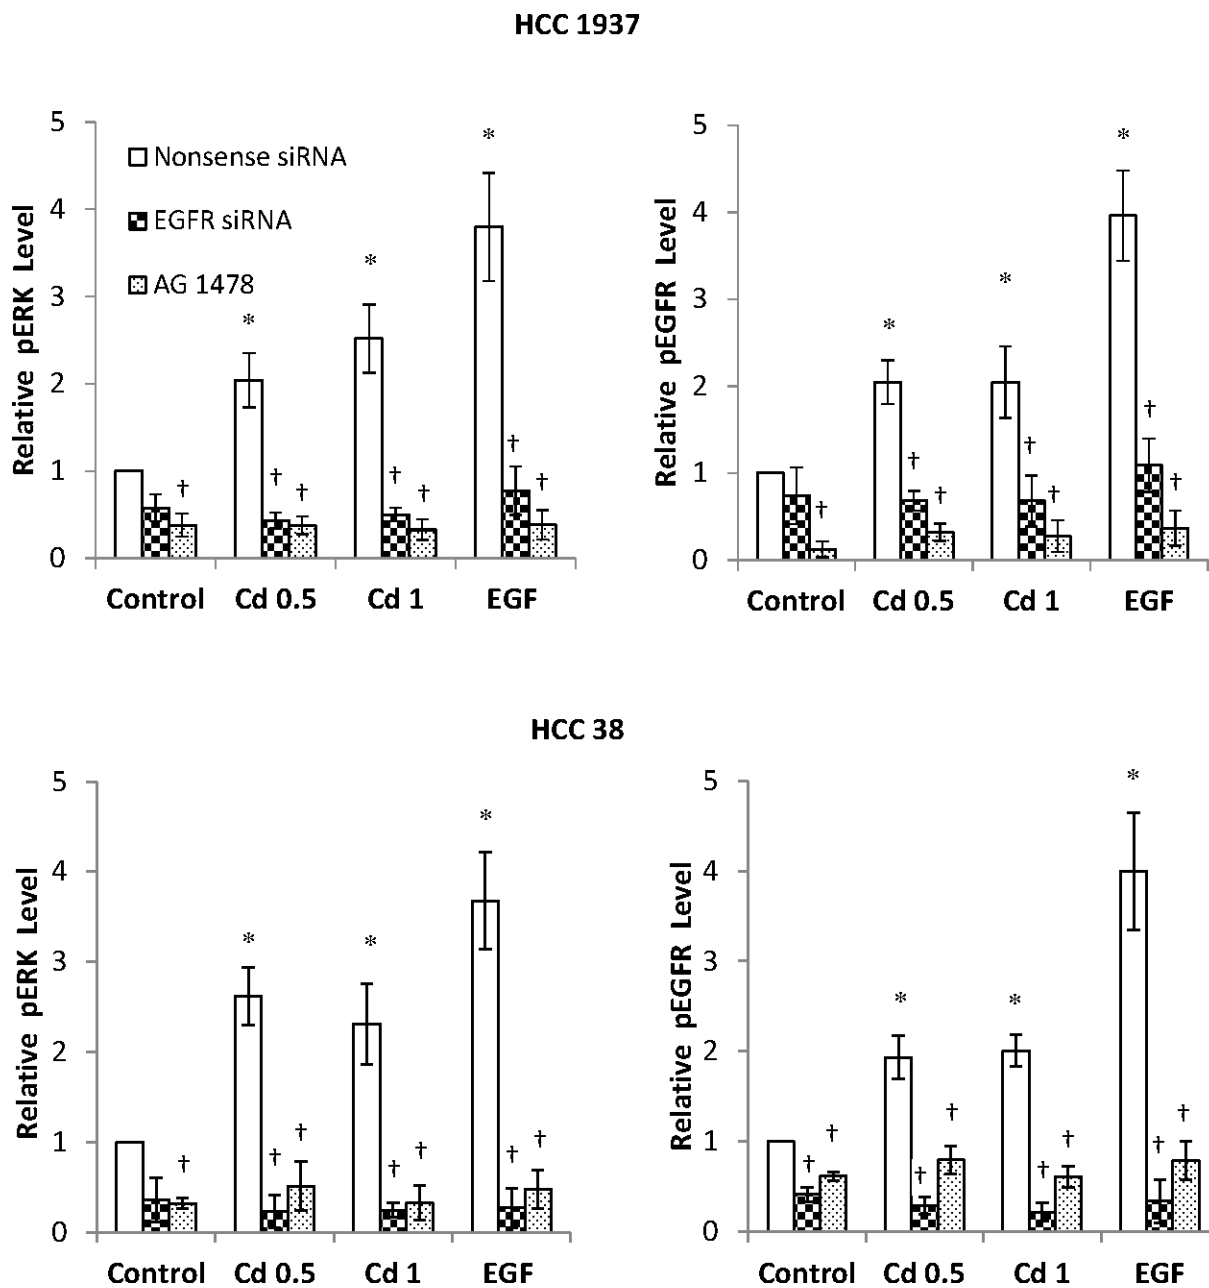 HCC 1937
Relative pERK Level
5
4
3
2
1
0
Nonsense siRNA
EGFR siRNA
AG 1478
* * *
† † † † † † †
Control Cd 0.5 Cd 1 EGF
Relative pEGFR Level
5
4
3
2
1
0
* * *
† † † † † † †
Control Cd 0.5 Cd 1 EGF
HCC 38
Relative pERK Level
5
4
3
2
1
0
* * *
† † † † † † †
Control Cd 0.5 Cd 1 EGF
Relative pEGFR Level
5
4
3
2
1
0
* * *
† † † † † † † †
Control Cd 0.5 Cd 1 EGF